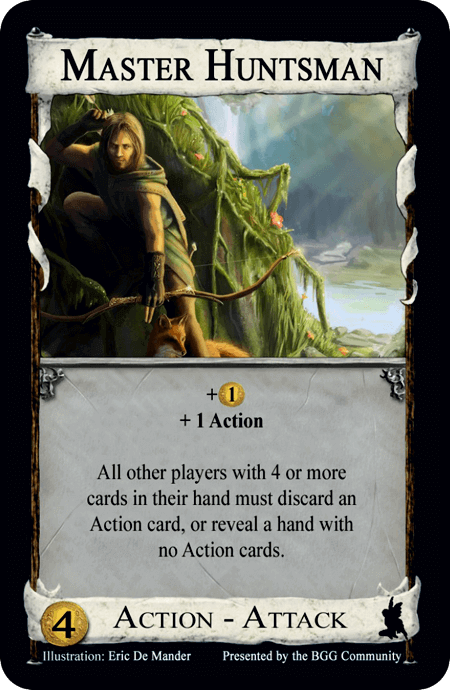 MASTER HUNTSMAN
+1
+ 1 Action
All other players with 4 or more
cards in their hand must discard an
Action card, or reveal a hand with
no Action cards.
4 ACTION - ATTACK
Illustration: Eric De Mander Presented by the BGG Community